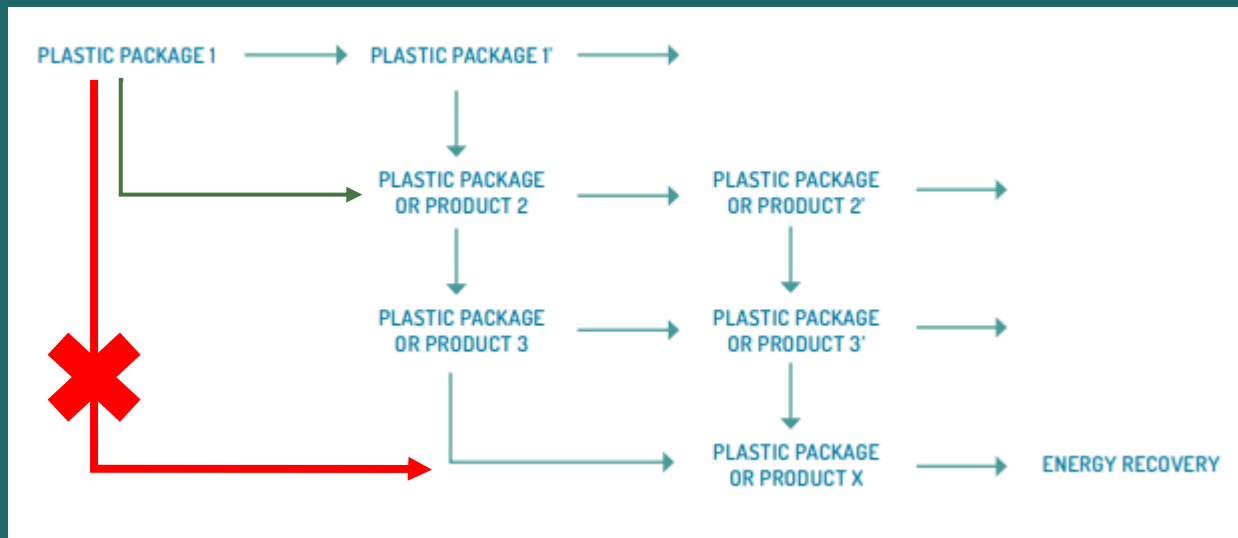 PLASTIC PACKAGE 1
PLASTIC PACKAGE 1'
PLASTIC PACKAGE
OR PRODUCT 2
PLASTIC PACKAGE
OR PRODUCT 2'
PLASTIC PACKAGE
OR PRODUCT 3
PLASTIC PACKAGE
OR PRODUCT 3'
PLASTIC PACKAGE
OR PRODUCT X
ENERGY RECOVERY